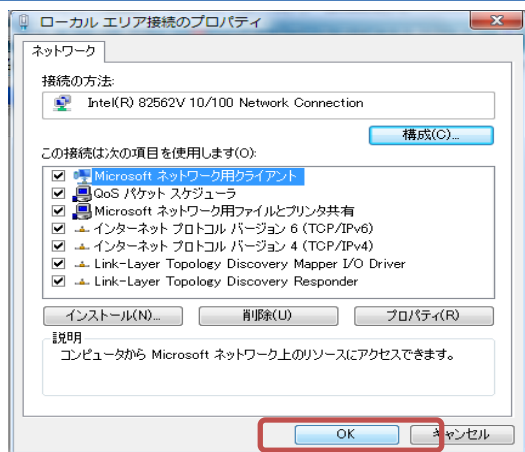 ローカル エリア接続のプロパティ
ネットワーク
接続の方法:
Intel(R) 82562V 10/100 Network Connection
構成(C)...
この接続は次の項目を使用します(O):
Microsoft ネットワーク用クライアント
QoS パケット スケジューラ
Microsoft ネットワーク用ファイルとプリンタ共有
インターネット プロトコル バージョン 6 (TCP/IPv6)
インターネット プロトコル バージョン 4 (TCP/IPv4)
Link-Layer Topology Discovery Mapper I/O Driver
Link-Layer Topology Discovery Responder
インストール(N)... 削除(U) プロパティ(R)
説明
コンピュータから Microsoft ネットワーク上のリソースにアクセスできます。
OK キャンセル